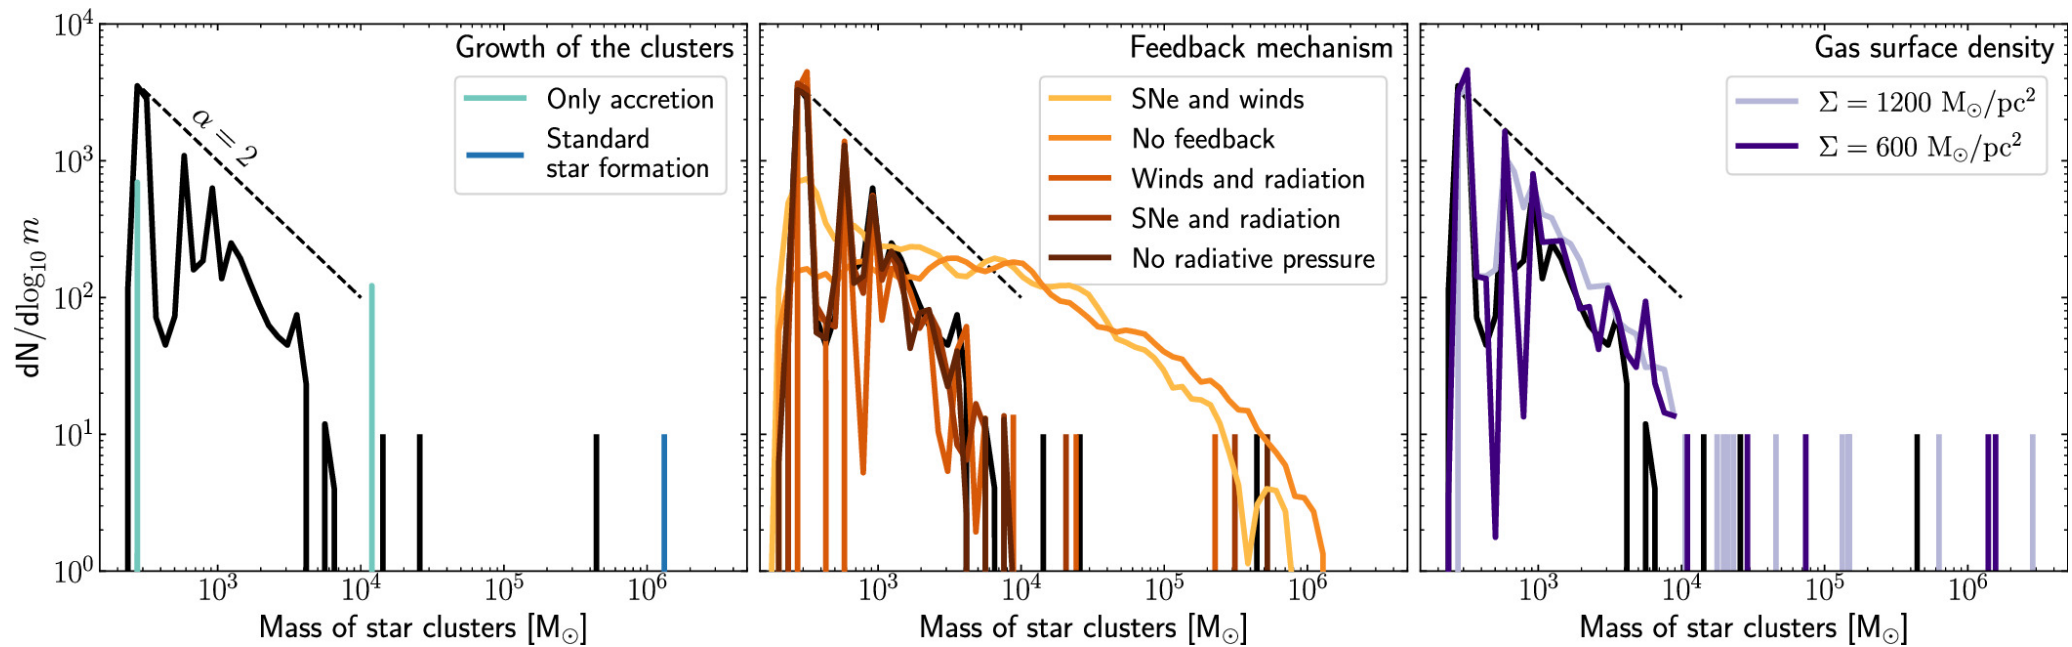 Growth of the clusters
Only accretion
Standard
star formation
α = 2
10⁴
10³
10²
10¹
10⁰
dN/dlog₁₀ m
10³ 10⁴ 10⁵ 10⁶
Mass of star clusters [M⊙]
Feedback mechanism
SNe and winds
No feedback
Winds and radiation
SNe and radiation
No radiative pressure
10³ 10⁴ 10⁵ 10⁶
Mass of star clusters [M⊙]
Gas surface density
Σ = 1200 M⊙/pc²
Σ = 600 M⊙/pc²
10³ 10⁴ 10⁵ 10⁶
Mass of star clusters [M⊙]